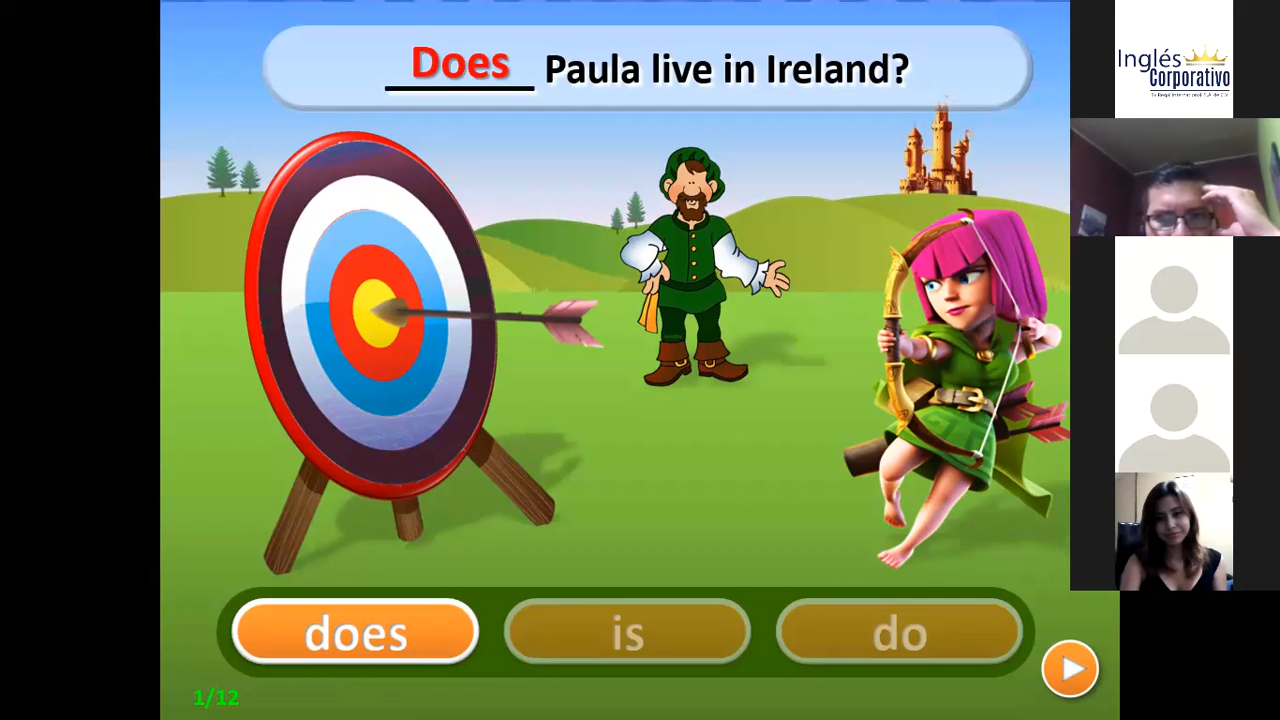 Does Paula live in Ireland?
Inglés
Corporativo
does
is
do
1/12